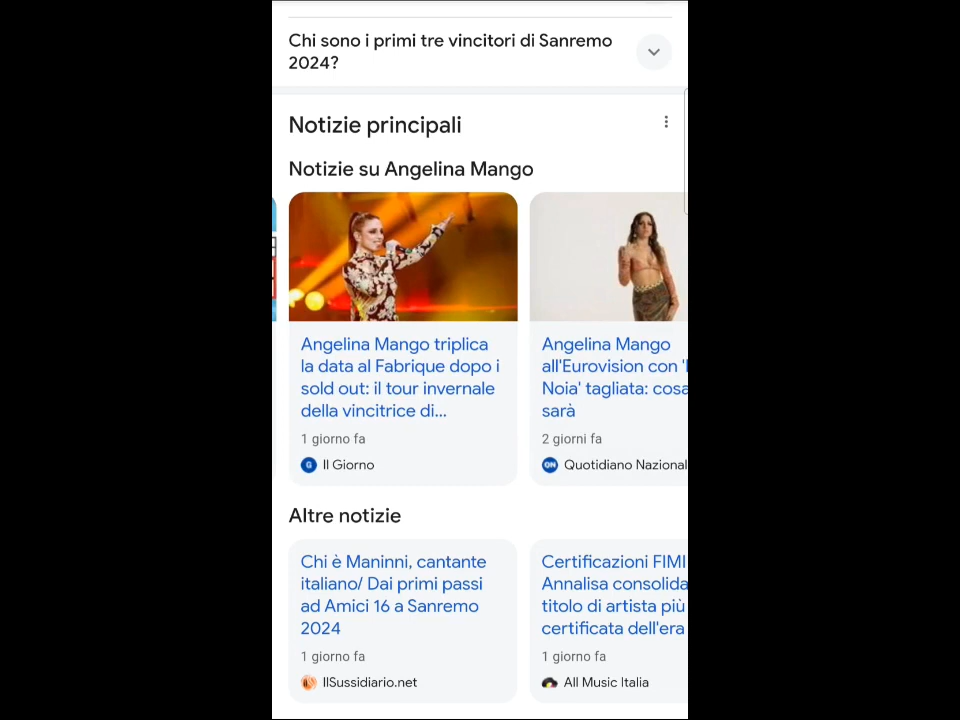 Chi sono i primi tre vincitori di Sanremo
2024?
Notizie principali
Notizie su Angelina Mango
Angelina Mango triplica
la data al Fabrique dopo i
sold out: il tour invernale
della vincitrice di...
1 giorno fa
G Il Giorno
Angelina Mango
all'Eurovision con '
Noia' tagliata: cosa
sarà
2 giorni fa
QN Quotidiano Nazional
Altre notizie
Chi è Maninni, cantante
italiano/ Dai primi passi
ad Amici 16 a Sanremo
2024
1 giorno fa
IlSussidiario.net
Certificazioni FIMI
Annalisa consolida
titolo di artista più
certificata dell'era
1 giorno fa
All Music Italia